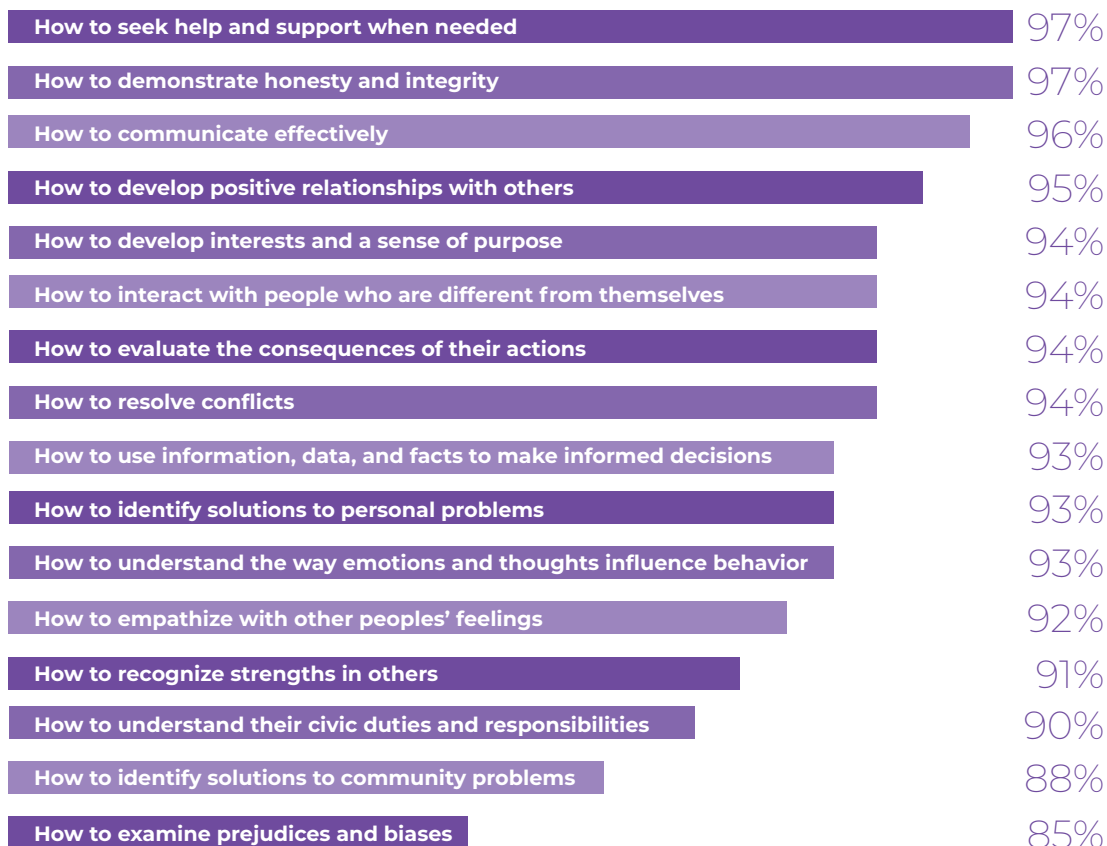 How to seek help and support when needed 97%
How to demonstrate honesty and integrity 97%
How to communicate effectively 96%
How to develop positive relationships with others 95%
How to develop interests and a sense of purpose 94%
How to interact with people who are different from themselves 94%
How to evaluate the consequences of their actions 94%
How to resolve conflicts 94%
How to use information, data, and facts to make informed decisions 93%
How to identify solutions to personal problems 93%
How to understand the way emotions and thoughts influence behavior 93%
How to empathize with other peoples’ feelings 92%
How to recognize strengths in others 91%
How to understand their civic duties and responsibilities 90%
How to identify solutions to community problems 88%
How to examine prejudices and biases 85%